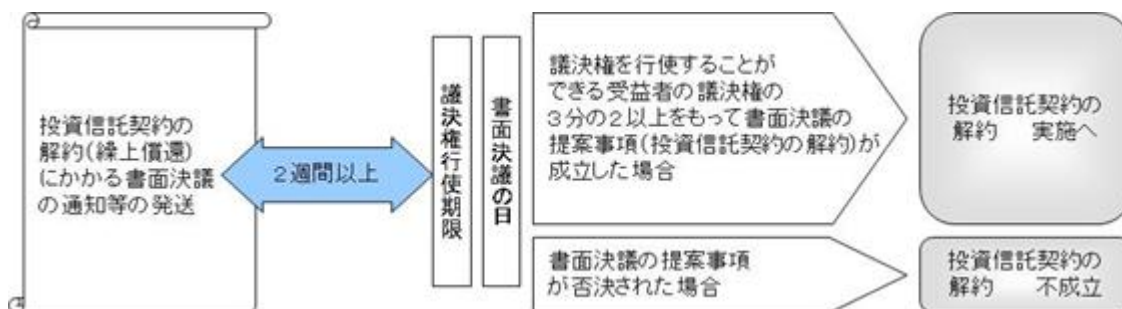 投資信託契約の
解約(繰上償還)
にかかる書面決議
の通知等の発送
2週間以上
議決権行使期限
書面決議の日
議決権を行使することが
できる受益者の議決権の
3分の2以上をもって書面決議の
提案事項(投資信託契約の解約)が
成立した場合
投資信託契約の
解約　実施へ
書面決議の提案事項
が否決された場合
投資信託契約の
解約　不成立